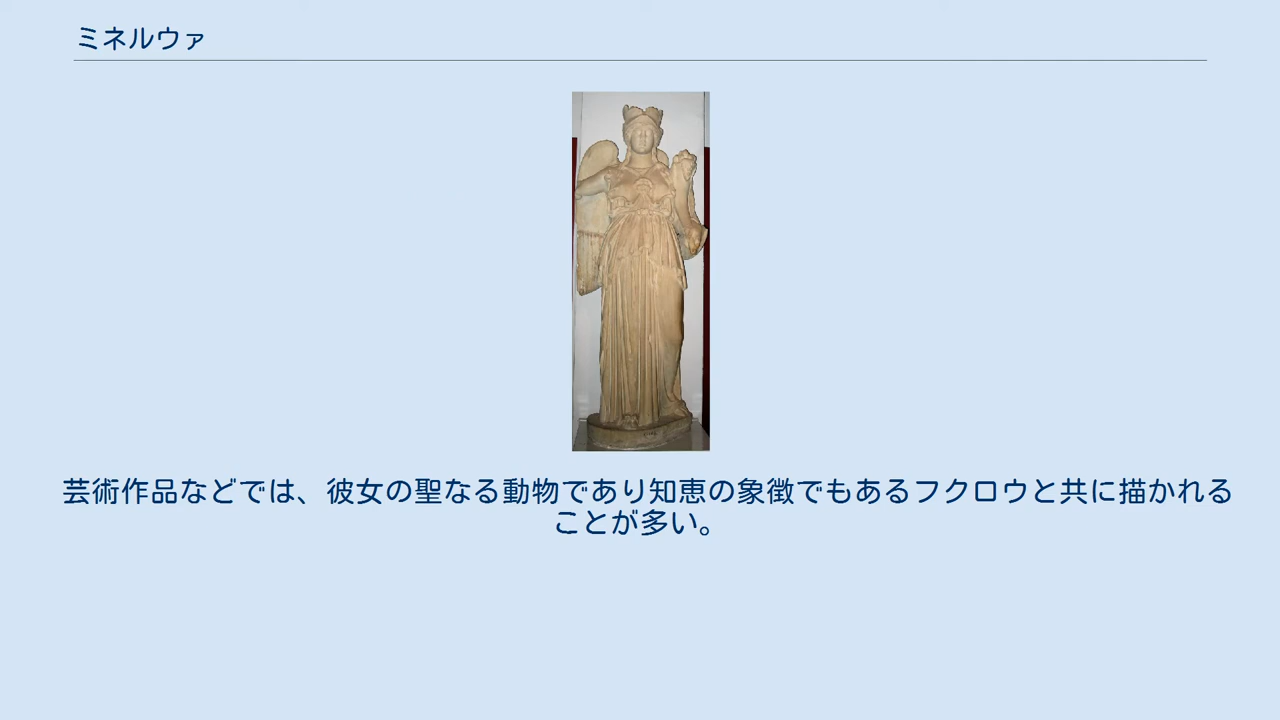 ミネルウァ
芸術作品などでは、彼女の聖なる動物であり知恵の象徴でもあるフクロウと共に描かれる
ことが多い。